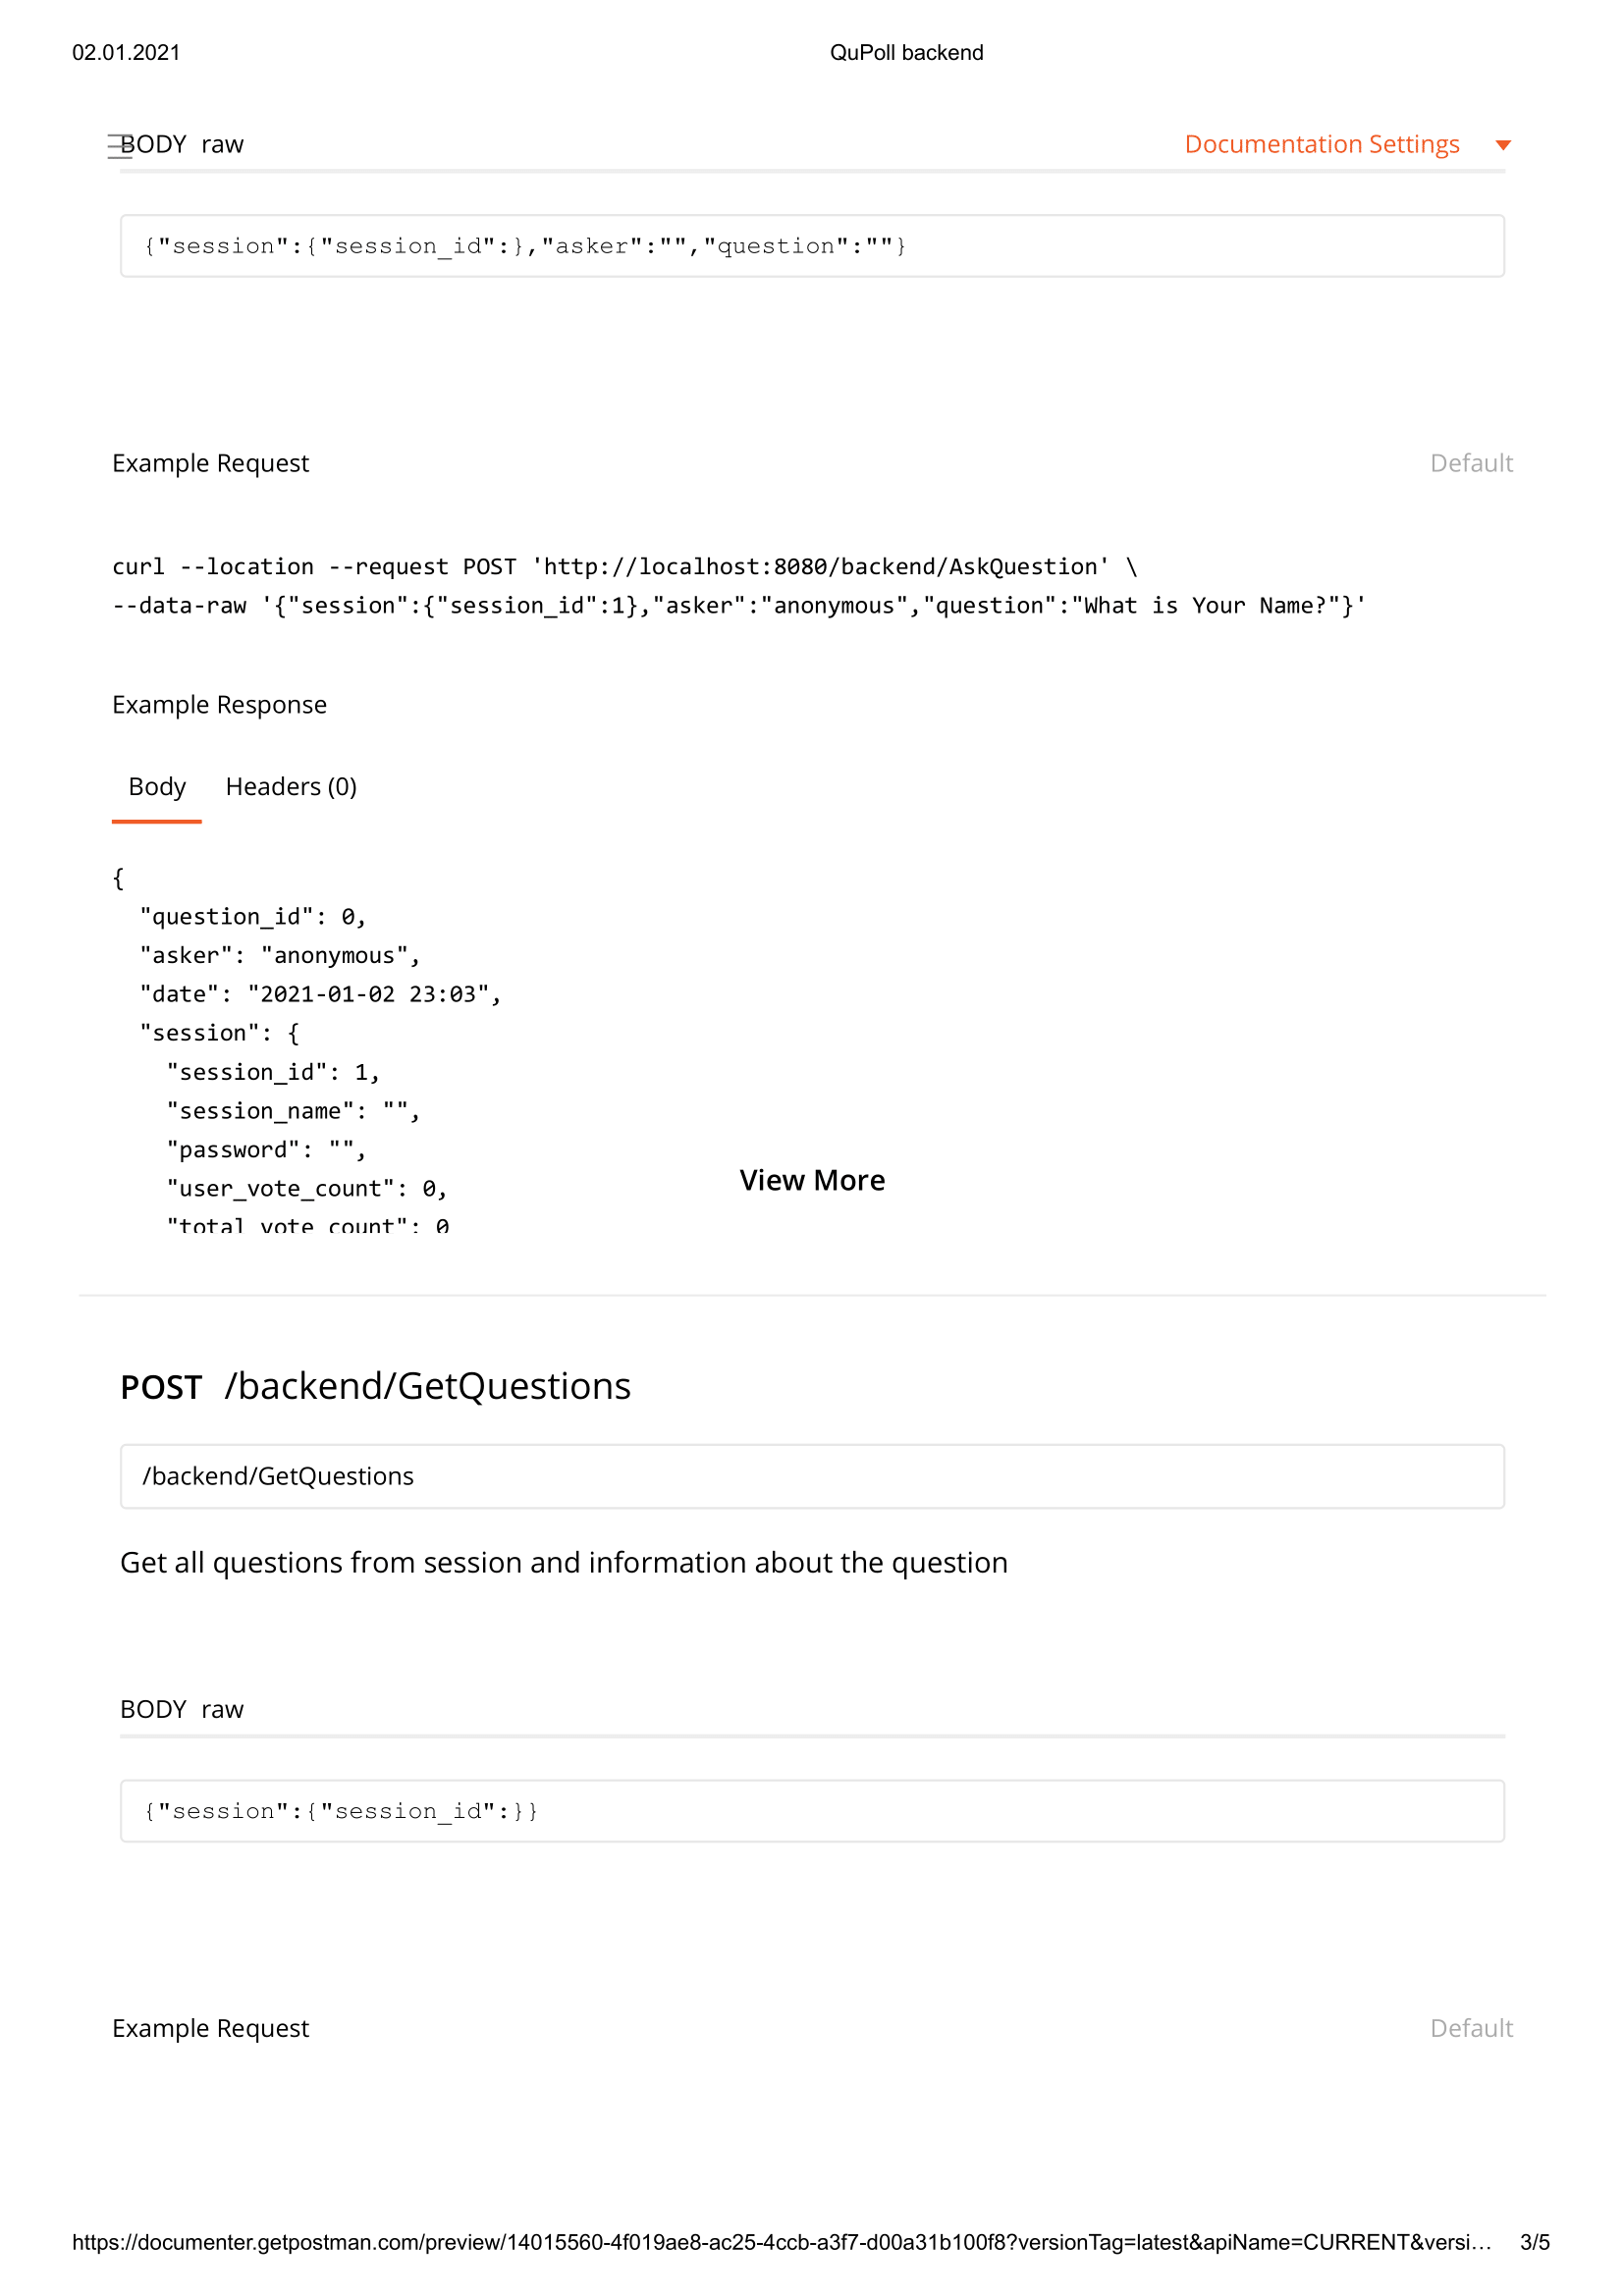 02.01.2021 QuPoll backend
BODY raw Documentation Settings
{"session":{"session_id":},"asker":"","question":""}
Example Request Default
curl --location --request POST 'http://localhost:8080/backend/AskQuestion' \
--data-raw '{"session":{"session_id":1},"asker":"anonymous","question":"What is Your Name?"}'
Example Response
Body Headers (0)
{
  "question_id": 0,
  "asker": "anonymous",
  "date": "2021-01-02 23:03",
  "session": {
    "session_id": 1,
    "session_name": "",
    "password": "",
    "user_vote_count": 0,
View More
    "total_vote_count": 0
POST /backend/GetQuestions
/backend/GetQuestions
Get all questions from session and information about the question
BODY raw
{"session":{"session_id":}}
Example Request Default
https://documenter.getpostman.com/preview/14015560-4f019ae8-ac25-4ccb-a3f7-d00a31b100f8?versionTag=latest&apiName=CURRENT&versi… 3/5